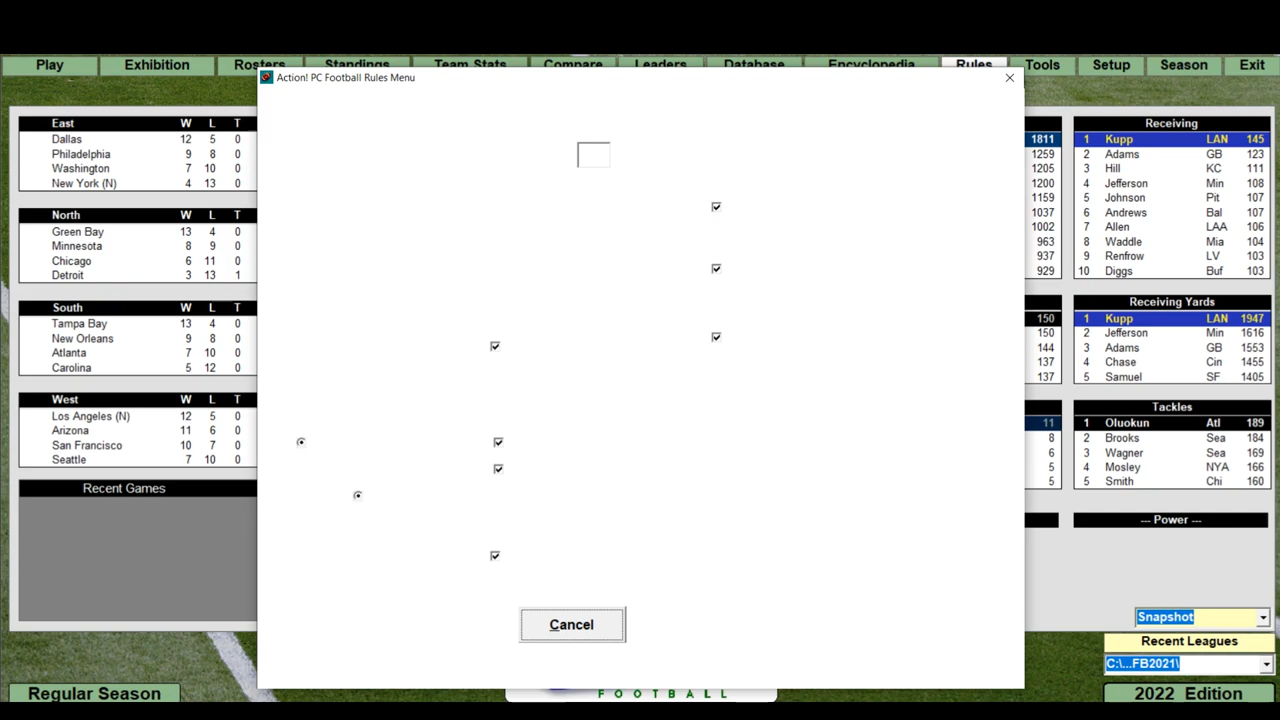 Play Exhibition Rosters Standings Team Stats Compare Leaders Database Encyclopedia Rules Tools Setup Season Exit
Action! PC Football Rules Menu
East W L T
Dallas 12 5 0
Philadelphia 9 8 0
Washington 7 10 0
New York (N) 4 13 0
North W L T
Green Bay 13 4 0
Minnesota 8 9 0
Chicago 6 11 0
Detroit 3 13 1
South W L T
Tampa Bay 13 4 0
New Orleans 9 8 0
Atlanta 7 10 0
Carolina 5 12 0
West W L T
Los Angeles (N) 12 5 0
Arizona 11 6 0
San Francisco 10 7 0
Seattle 7 10 0
Recent Games
Cancel
1811
1259
1205
1200
1159
1037
1002
963
937
929
150
150
144
137
137
11
8
6
5
5
Receiving
1 Kupp LAN 145
2 Adams GB 123
3 Hill KC 111
4 Jefferson Min 108
5 Johnson Pit 107
6 Andrews Bal 107
7 Allen LAA 106
8 Waddle Mia 104
9 Renfrow LV 103
10 Diggs Buf 103
Receiving Yards
1 Kupp LAN 1947
2 Jefferson Min 1616
3 Adams GB 1553
4 Chase Cin 1455
5 Samuel SF 1405
Tackles
1 Oluokun Atl 189
2 Brooks Sea 184
3 Wagner Sea 169
4 Mosley NYA 166
5 Smith Chi 160
--- Power ---
Snapshot
Recent Leagues
C:\...FB2021\
Regular Season
FOOTBALL
2022 Edition